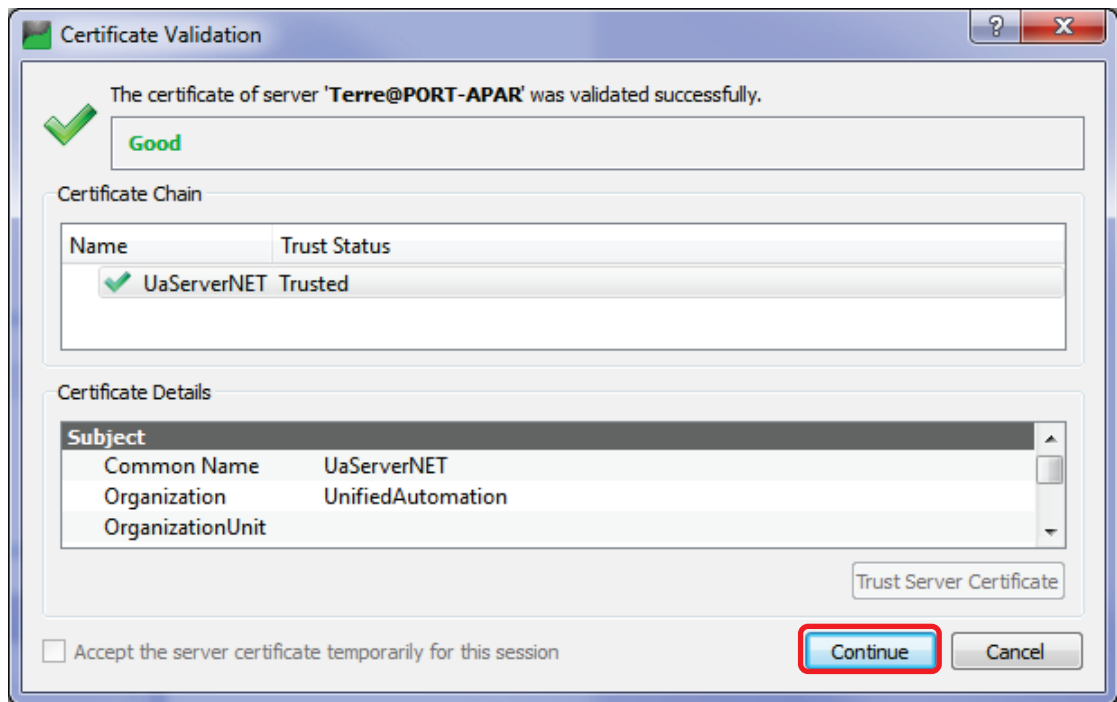 Certificate Validation
The certificate of server 'Terre@PORT-APAR' was validated successfully.
Good
Certificate Chain
Name Trust Status
UaServerNET Trusted
Certificate Details
Subject
Common Name UaServerNET
Organization UnifiedAutomation
OrganizationUnit
Trust Server Certificate
Accept the server certificate temporarily for this session
Continue Cancel